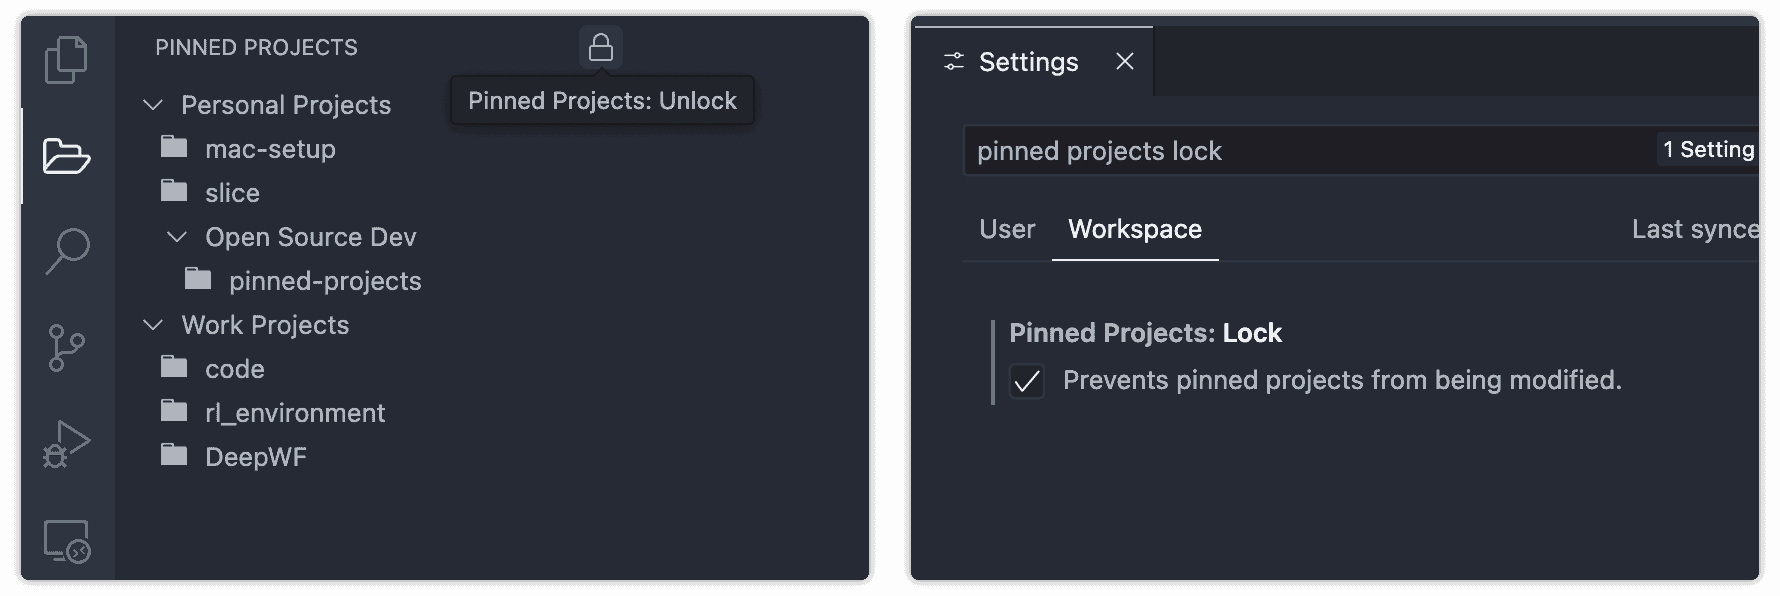 PINNED PROJECTS
Pinned Projects: Unlock
Personal Projects
mac-setup
slice
Open Source Dev
pinned-projects
Work Projects
code
rl_environment
DeepWF
Settings
pinned projects lock
1 Setting
User Workspace Last synce
Pinned Projects: Lock
Prevents pinned projects from being modified.